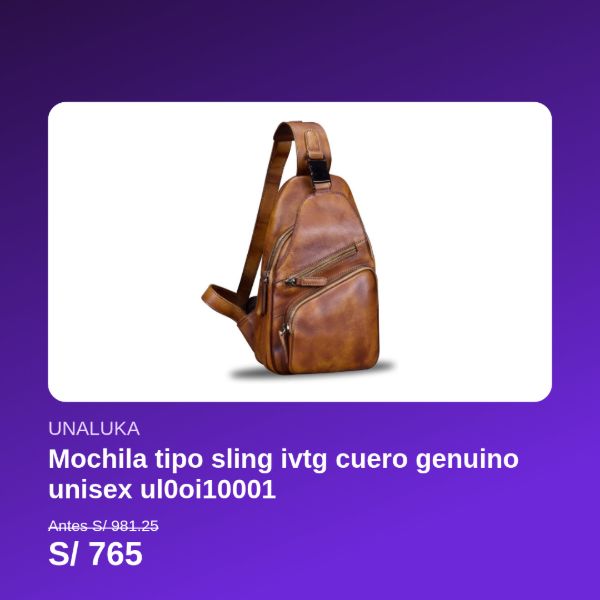 UNALUKA
Mochila tipo sling ivtg cuero genuino
unisex ul0oi10001
Antes S/ 981.25
S/ 765